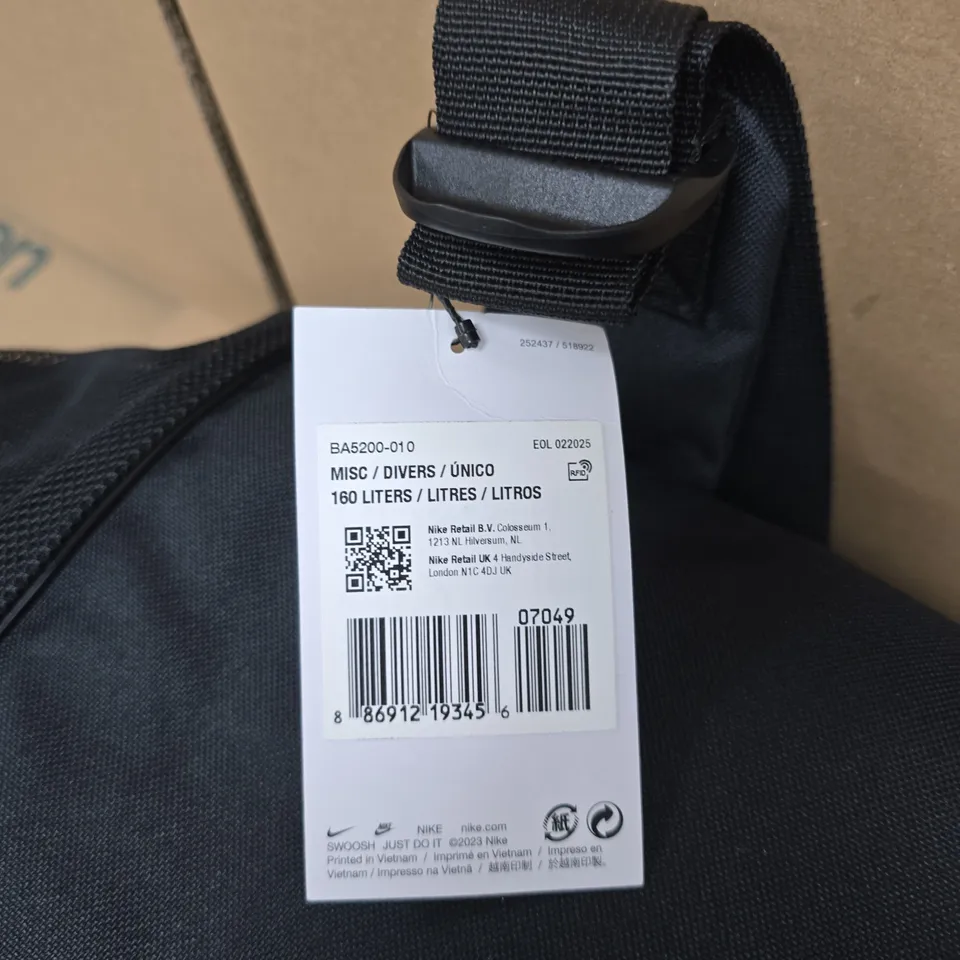 252437 / 518922
BA5200-010
EOL 022025
MISC / DIVERS / ÚNICO
RFID
160 LITERS / LITRES / LITROS
Nike Retail B.V. Colosseum 1,
1213 NL Hilversum, NL
Nike Retail UK 4 Handyside Street,
London N1C 4DJ UK
07049
8 86912 19345 6
NIKE nike.com
紙
SWOOSH JUST DO IT ©2023 Nike
Printed in Vietnam / Imprimé en Vietnam / Impreso en
Vietnam / Impresso na Vietnã / 越南印制 / 於越南印製。